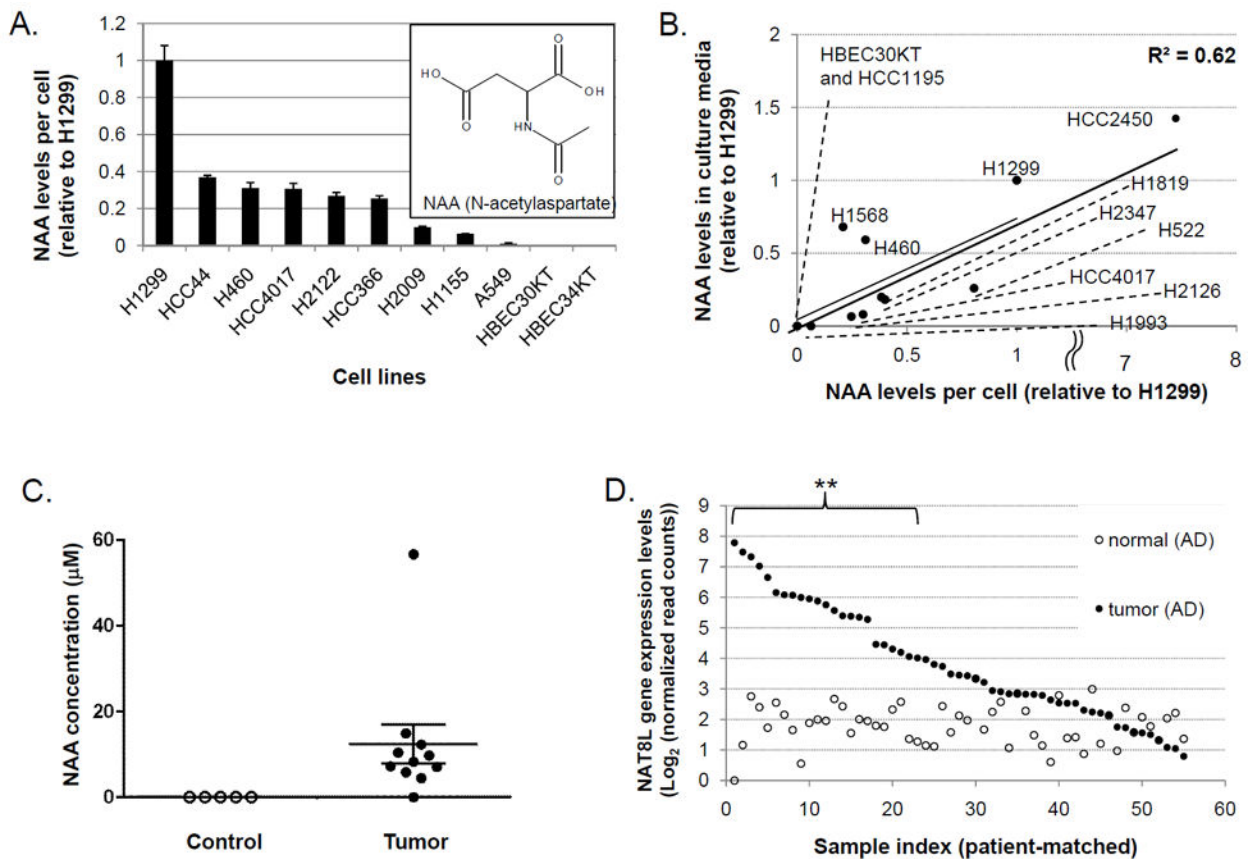 A.
NAA levels per cell
(relative to H1299)
1.2
1
0.8
0.6
0.4
0.2
0
O
O
HO
OH
O
HN
O
NAA (N-acetylaspartate)
H1299
HCC44
H460
HCC4017
H2122
HCC366
H2009
H1155
A549
HBEC30KT
HBEC34KT
Cell lines
B.
NAA levels in culture media
(relative to H1299)
2
1.5
1
0.5
0
HBEC30KT
and HCC1195
R² = 0.62
HCC2450
H1299
H1819
H1568
H2347
H460
H522
HCC4017
H2126
H1993
0
0.5
1
7
8
NAA levels per cell (relative to H1299)
C.
NAA concentration (µM)
60
40
20
0
Control
Tumor
D.
NAT8L gene expression levels
(Log2 (normalized read counts))
**
9
8
7
6
5
4
3
2
1
0
normal (AD)
tumor (AD)
0
10
20
30
40
50
60
Sample index (patient-matched)